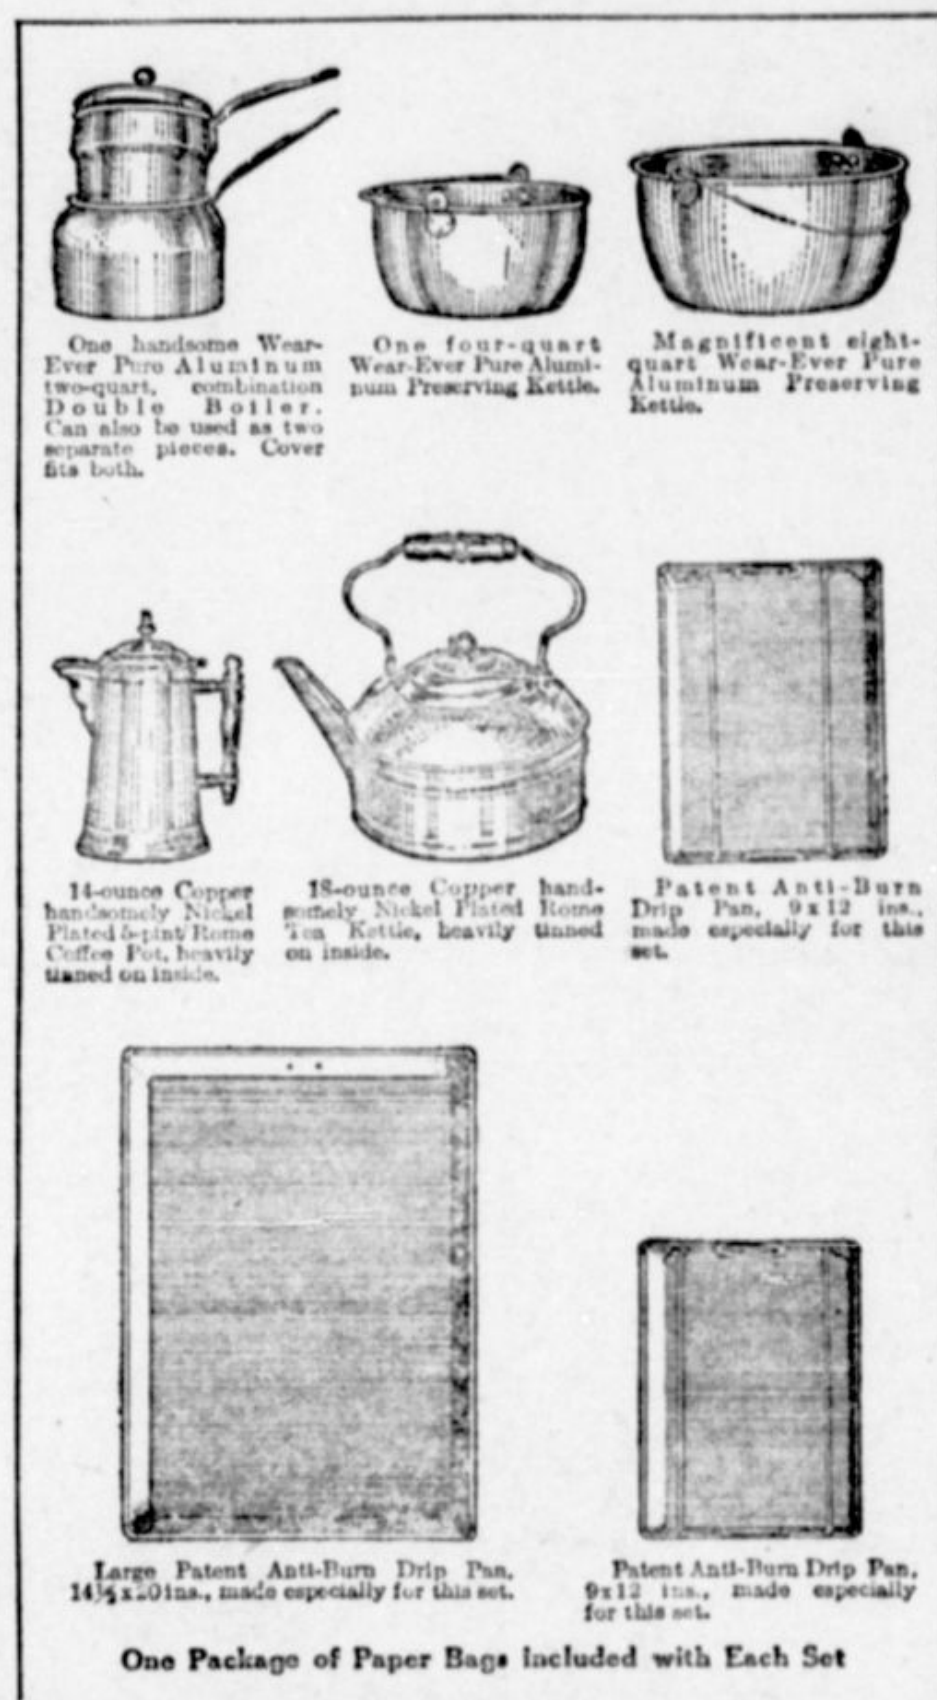 One handsome Wear-
Ever Pure Aluminum
two-quart, combination
Double Boiler.
Can also be used as two
separate pieces. Cover
fits both.
One four-quart
Wear-Ever Pure Alumi-
num Preserving Kettle.
Magnificent eight-
quart Wear-Ever Pure
Aluminum Preserving
Kettle.
14-ounce Copper
handsomely Nickel
Plated 5-pint Rome
Coffee Pot, heavily
tinned on inside.
18-ounce Copper hand-
somely Nickel Plated Rome
Tea Kettle, heavily tinned
on inside.
Patent Anti-Burn
Drip Pan, 9x12 ins.,
made especially for this
set.
Large Patent Anti-Burn Drip Pan,
14½x20 ins., made especially for this set.
Patent Anti-Burn Drip Pan,
9x12 ins., made especially
for this set.
One Package of Paper Bags included with Each Set